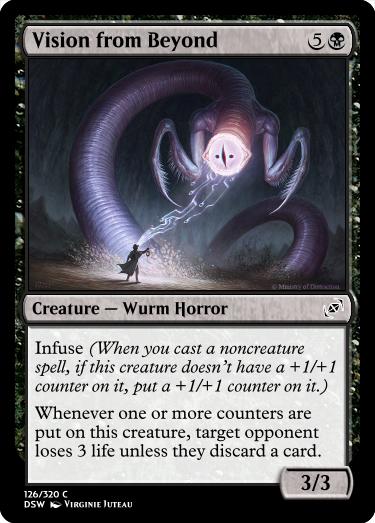 Vision from Beyond 5
© Ministry of Distraction
Creature — Wurm Horror
Infuse (When you cast a noncreature
spell, if this creature doesn't have a +1/+1
counter on it, put a +1/+1 counter on it.)
Whenever one or more counters are
put on this creature, target opponent
loses 3 life unless they discard a card.
3/3
126/320 C
DSW VIRGINIE JUTEAU